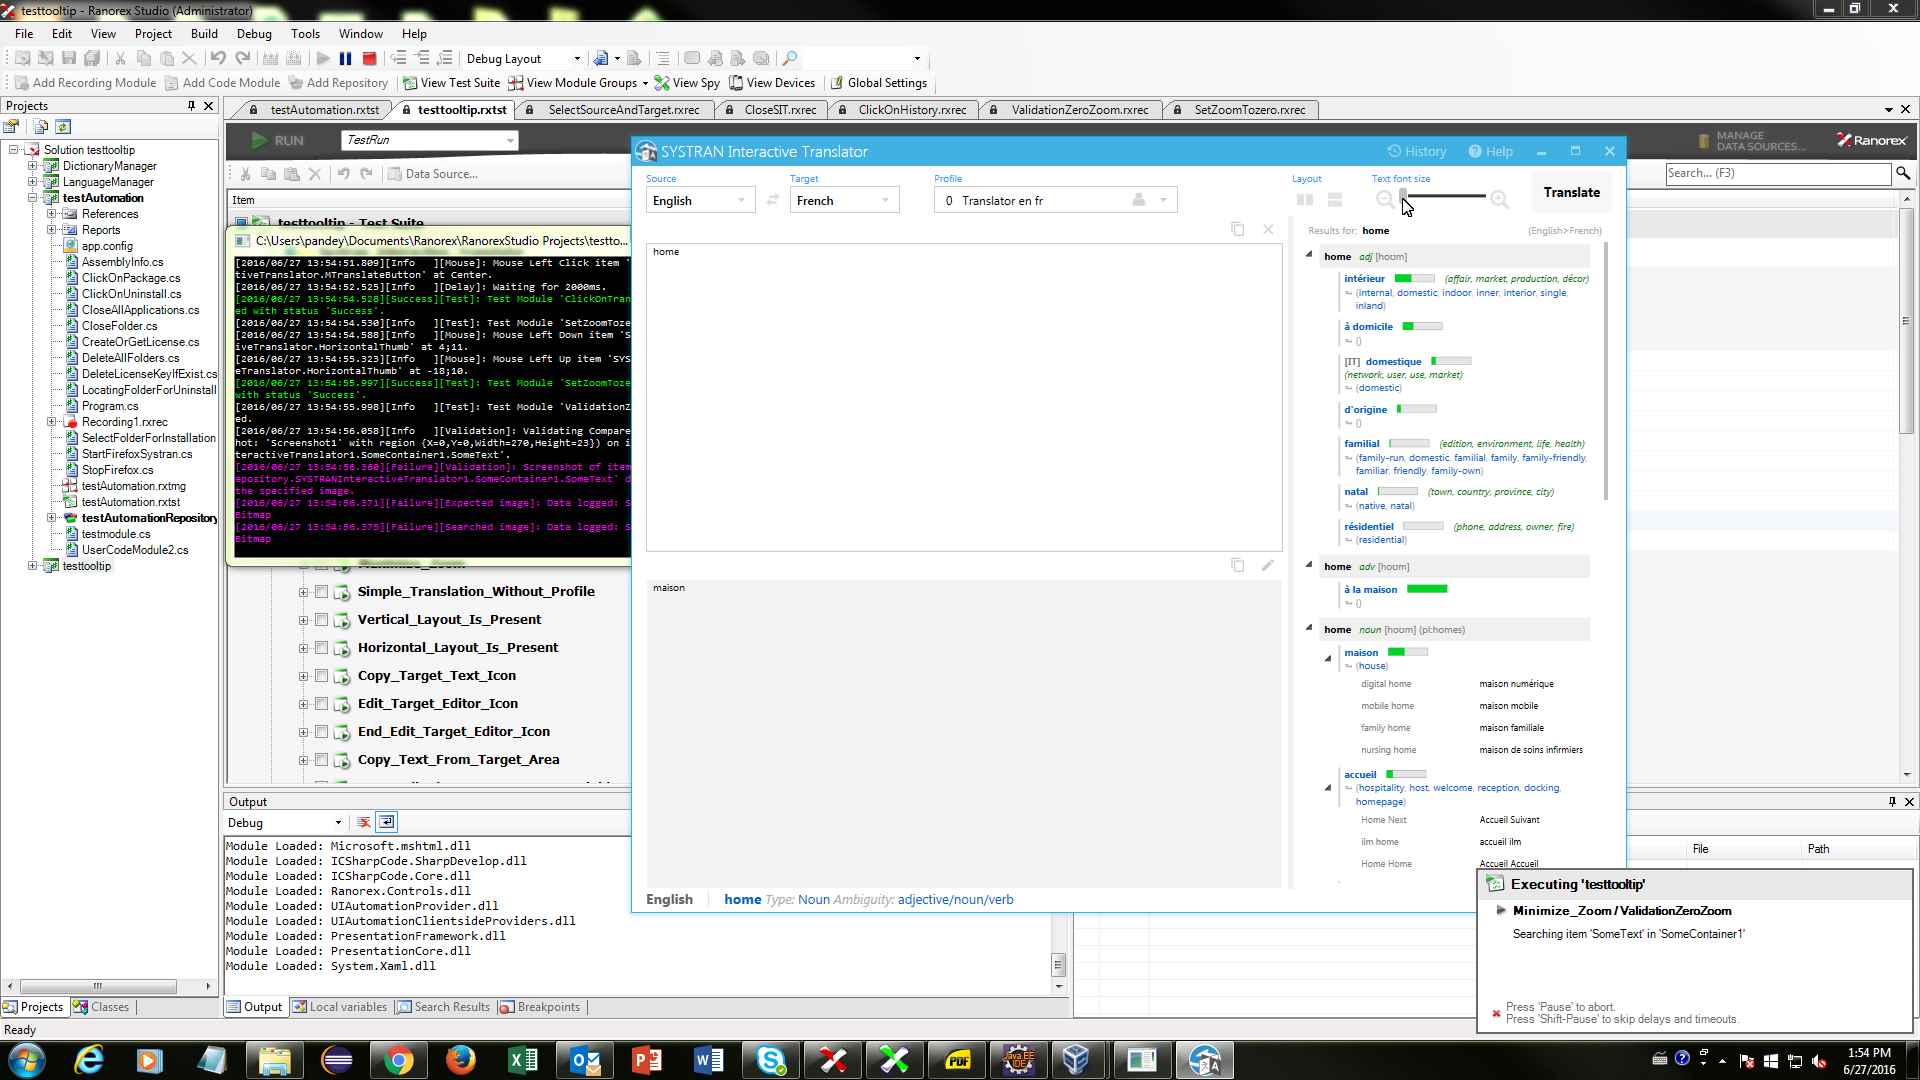 testtooltip - Ranorex Studio (Administrator)
File Edit View Project Build Debug Tools Window Help
Debug Layout
Add Recording Module Add Code Module Add Repository View Test Suite View Module Groups View Spy View Devices Global Settings
Projects
testAutomation.rxtst testtooltip.rxtst SelectSourceAndTarget.rxrec CloseSIT.rxrec ClickOnHistory.rxrec ValidationZeroZoom.rxrec SetZoomTozero.rxrec
RUN TestRun
MANAGE DATA SOURCES...
Ranorex
Data Source...
Search... (F3)
Item
testtooltip - Test Suite
Solution testtooltip
DictionaryManager
LanguageManager
testAutomation
References
Reports
app.config
AssemblyInfo.cs
ClickOnPackage.cs
ClickOnUninstall.cs
CloseAllApplications.cs
CloseFolder.cs
CreateOrGetLicense.cs
DeleteAllFolders.cs
DeleteLicenseKeyIfExist.cs
LocatingFolderForUninstall
Program.cs
Recording1.rxrec
SelectFolderForInstallation
StartFirefoxSystran.cs
StopFirefox.cs
testAutomation.rxtmg
testAutomation.rxtst
testAutomationRepository
testmodule.cs
UserCodeModule2.cs
testtooltip
Projects Classes
C:\Users\pandey\Documents\Ranorex\RanorexStudio Projects\testto...
[2016/06/27 13:54:51.809][Info ][Mouse]: Mouse Left Click item '
tiveTranslator.MTranslateButton' at Center.
[2016/06/27 13:54:52.525][Info ][Delay]: Waiting for 2000ms.
[2016/06/27 13:54:54.528][Success][Test]: Test Module 'ClickOnTran
ed with status 'Success'.
[2016/06/27 13:54:54.530][Info ][Test]: Test Module 'SetZoomToze
[2016/06/27 13:54:54.588][Info ][Mouse]: Mouse Left Down item 'S
iveTranslator.HorizontalThumb' at 4;11.
[2016/06/27 13:54:55.323][Info ][Mouse]: Mouse Left Up item 'SYS
eTranslator.HorizontalThumb' at -18;10.
[2016/06/27 13:54:55.997][Success][Test]: Test Module 'SetZoomToze
with status 'Success'.
[2016/06/27 13:54:55.998][Info ][Test]: Test Module 'ValidationZ
ed.
[2016/06/27 13:54:56.058][Info ][Validation]: Validating Compare
hot: 'Screenshot1' with region {X=0,Y=0,Width=270,Height=23}) on i
teractiveTranslator1.SomeContainer1.SomeText'.
[2016/06/27 13:54:56.360][Failure][Validation]: Screenshot of item
epository.SYSTRANInteractiveTranslator1.SomeContainer1.SomeText' d
the specified image.
[2016/06/27 13:54:56.371][Failure][Expected image]: Data logged: S
Bitmap
[2016/06/27 13:54:56.375][Failure][Searched image]: Data logged: S
Bitmap
Minimize_Zoom
Simple_Translation_Without_Profile
Vertical_Layout_Is_Present
Horizontal_Layout_Is_Present
Copy_Target_Text_Icon
Edit_Target_Editor_Icon
End_Edit_Target_Editor_Icon
Copy_Text_From_Target_Area
SYSTRAN Interactive Translator History Help
Source Target Profile Layout Text font size
English French 0 Translator en fr Translate
home
maison
Results for: home (English>French)
home adj [hoʊm]
intérieur (affair, market, production, décor)
(internal, domestic, indoor, inner, interior, single,
inland)
à domicile
()
[IT] domestique
(network, user, use, market)
(domestic)
d'origine
()
familial (edition, environment, life, health)
(family-run, domestic, familial, family, family-friendly,
familiar, friendly, family-own)
natal (town, country, province, city)
(native, natal)
résidentiel (phone, address, owner, fire)
(residential)
home adv [hoʊm]
à la maison
()
home noun [hoʊm] (pl:homes)
maison
(house)
digital home maison numérique
mobile home maison mobile
family home maison familiale
nursing home maison de soins infirmiers
accueil
(hospitality, host, welcome, reception, docking,
homepage)
Home Next Accueil Suivant
ilm home accueil ilm
Home Home Accueil Accueil
English home Type: Noun Ambiguity: adjective/noun/verb
Output
Debug
Module Loaded: Microsoft.mshtml.dll
Module Loaded: ICSharpCode.SharpDevelop.dll
Module Loaded: ICSharpCode.Core.dll
Module Loaded: Ranorex.Controls.dll
Module Loaded: UIAutomationProvider.dll
Module Loaded: UIAutomationClientsideProviders.dll
Module Loaded: PresentationFramework.dll
Module Loaded: PresentationCore.dll
Module Loaded: System.Xaml.dll
Output Local variables Search Results Breakpoints
File Path
Executing 'testtooltip'
Minimize_Zoom / ValidationZeroZoom
Searching item 'SomeText' in 'SomeContainer1'
Press 'Pause' to abort.
Press 'Shift-Pause' to skip delays and timeouts.
Ready
PDF
Java EE
IDE
1:54 PM
6/27/2016